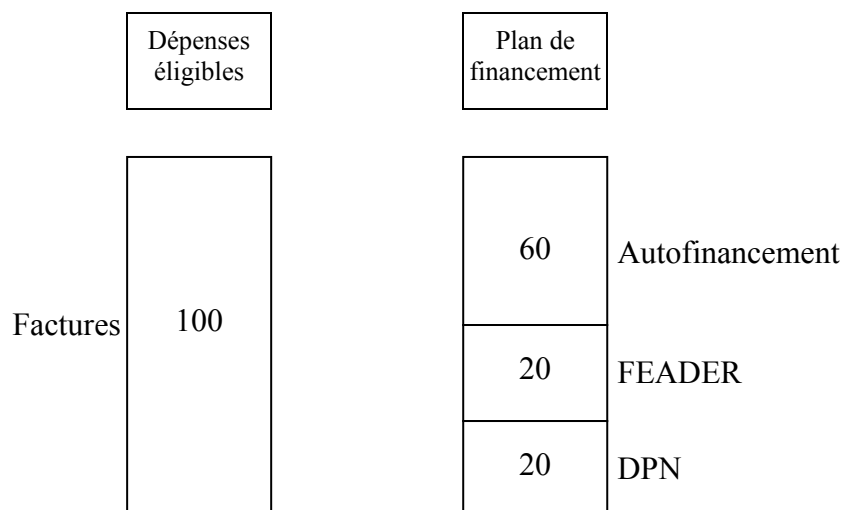 Dépenses
éligibles
Plan de
financement
Factures
100
60
Autofinancement
20
FEADER
20
DPN